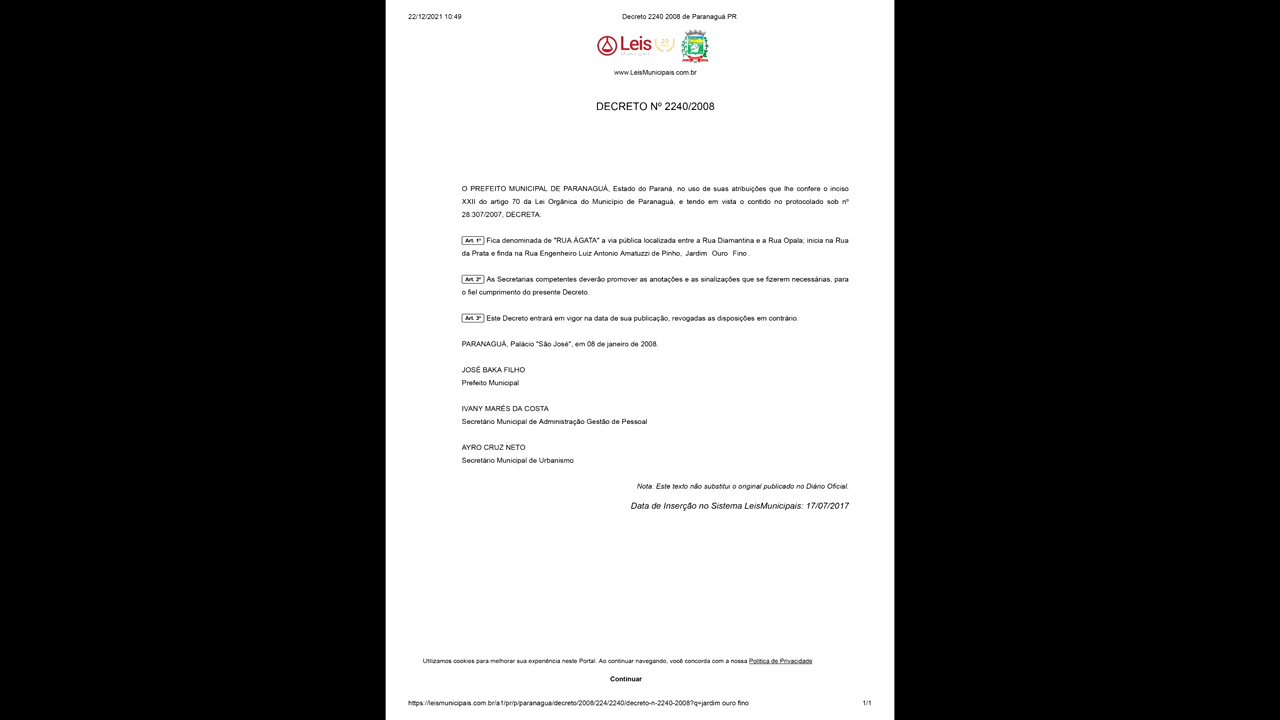 22/12/2021 10:49
Decreto 2240 2008 de Paranaguá PR
Leis
Municipais
20
www.LeisMunicipais.com.br
DECRETO Nº 2240/2008
O PREFEITO MUNICIPAL DE PARANAGUÁ, Estado do Paraná, no uso de suas atribuições que lhe confere o inciso
XXII do artigo 70 da Lei Orgânica do Município de Paranaguá, e tendo em vista o contido no protocolado sob nº
28.307/2007, DECRETA:
Art. 1º Fica denominada de "RUA ÁGATA" a via pública localizada entre a Rua Diamantina e a Rua Opala; inicia na Rua
da Prata e finda na Rua Engenheiro Luiz Antonio Amatuzzi de Pinho, Jardim Ouro Fino .
Art. 2º As Secretarias competentes deverão promover as anotações e as sinalizações que se fizerem necessárias, para
o fiel cumprimento do presente Decreto.
Art. 3º Este Decreto entrará em vigor na data de sua publicação, revogadas as disposições em contrário.
PARANAGUÁ, Palácio "São José", em 08 de janeiro de 2008.
JOSÉ BAKA FILHO
Prefeito Municipal
IVANY MARÉS DA COSTA
Secretário Municipal de Administração Gestão de Pessoal
AYRO CRUZ NETO
Secretário Municipal de Urbanismo
Nota: Este texto não substitui o original publicado no Diário Oficial.
Data de Inserção no Sistema LeisMunicipais: 17/07/2017
Utilizamos cookies para melhorar sua experiência neste Portal. Ao continuar navegando, você concorda com a nossa Política de Privacidade
Continuar
https://leismunicipais.com.br/a1/pr/p/paranagua/decreto/2008/224/2240/decreto-n-2240-2008?q=jardim ouro fino
1/1